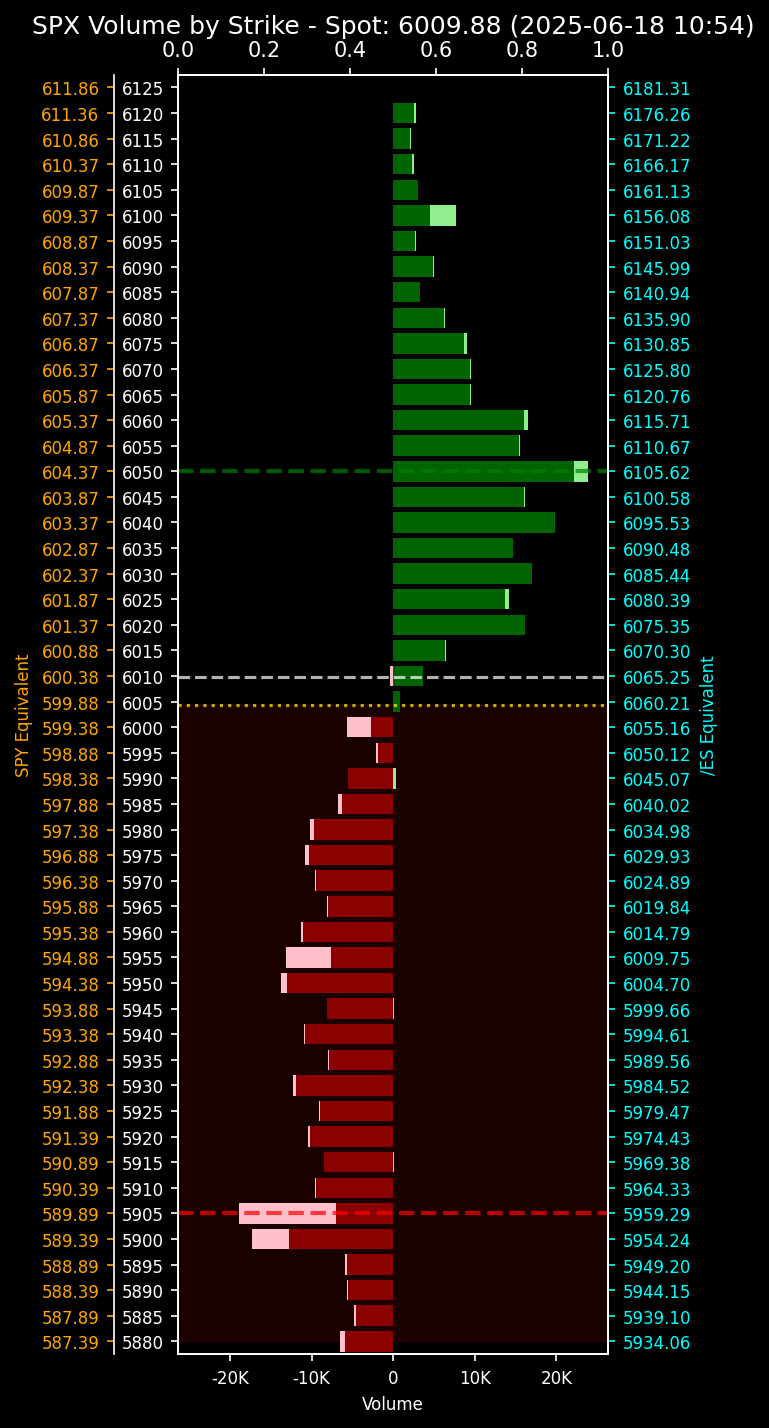 SPX Volume by Strike - Spot: 6009.88 (2025-06-18 10:54)
0.0 0.2 0.4 0.6 0.8 1.0
611.86 6125 6181.31
611.36 6120 6176.26
610.86 6115 6171.22
610.37 6110 6166.17
609.87 6105 6161.13
609.37 6100 6156.08
608.87 6095 6151.03
608.37 6090 6145.99
607.87 6085 6140.94
607.37 6080 6135.90
606.87 6075 6130.85
606.37 6070 6125.80
605.87 6065 6120.76
605.37 6060 6115.71
604.87 6055 6110.67
604.37 6050 6105.62
603.87 6045 6100.58
603.37 6040 6095.53
602.87 6035 6090.48
602.37 6030 6085.44
601.87 6025 6080.39
601.37 6020 6075.35
600.88 6015 6070.30
600.38 6010 6065.25
599.88 6005 6060.21
599.38 6000 6055.16
598.88 5995 6050.12
598.38 5990 6045.07
597.88 5985 6040.02
597.38 5980 6034.98
596.88 5975 6029.93
596.38 5970 6024.89
595.88 5965 6019.84
595.38 5960 6014.79
594.88 5955 6009.75
594.38 5950 6004.70
593.88 5945 5999.66
593.38 5940 5994.61
592.88 5935 5989.56
592.38 5930 5984.52
591.88 5925 5979.47
591.39 5920 5974.43
590.89 5915 5969.38
590.39 5910 5964.33
589.89 5905 5959.29
589.39 5900 5954.24
588.89 5895 5949.20
588.39 5890 5944.15
587.89 5885 5939.10
587.39 5880 5934.06
SPY Equivalent
/ES Equivalent
-20K -10K 0 10K 20K
Volume